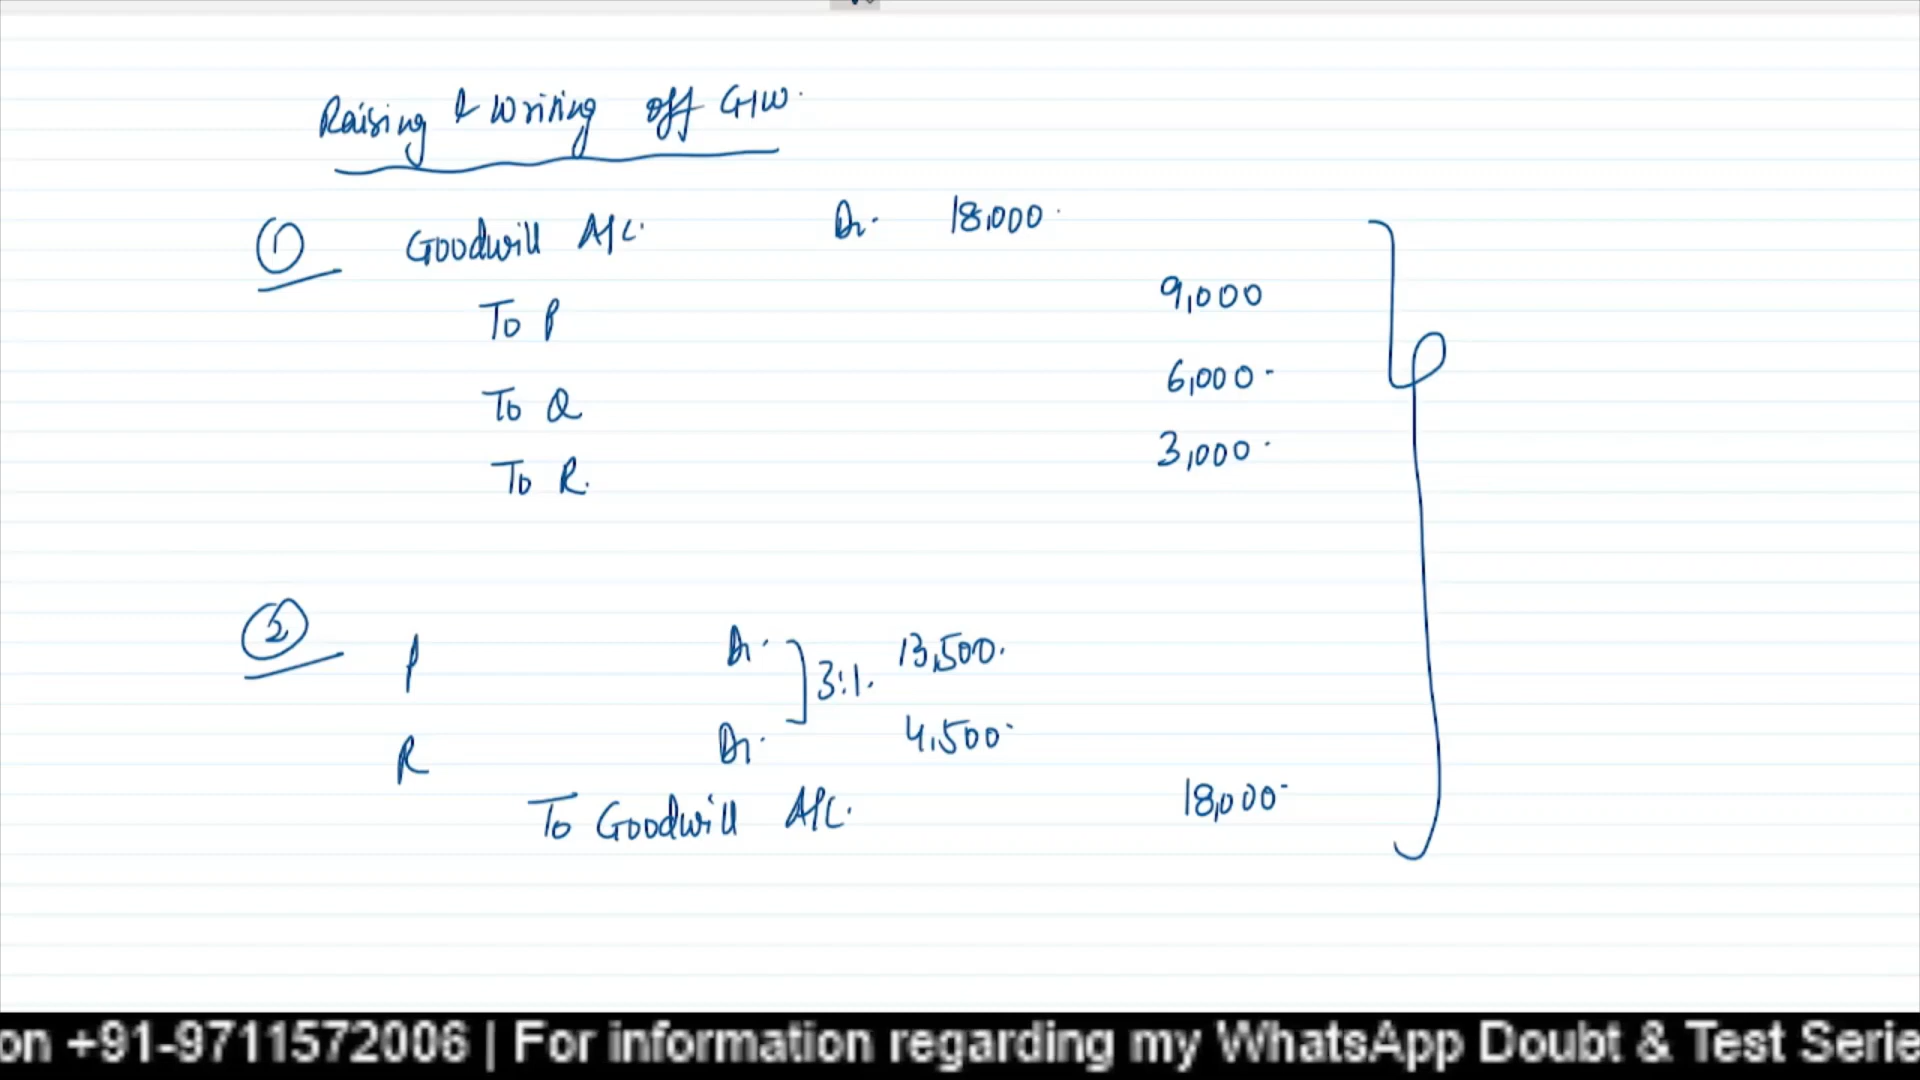 Raising & Writing off G/W.
① Goodwill A/c. Dr. 18,000
To P 9,000
To Q 6,000
To R. 3,000
② P Dr. 13,500
3:1.
R Dr. 4,500
To Goodwill A/c. 18,000
on +91-9711572006 | For information regarding my WhatsApp Doubt & Test Serie